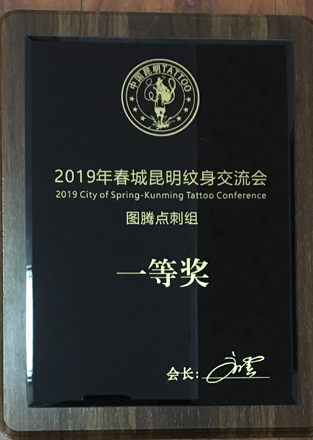 中国昆明TATTOO
2019年春城昆明纹身交流会
2019 City of Spring-Kunming Tattoo Conference
图腾点刺组
一等奖
会长: